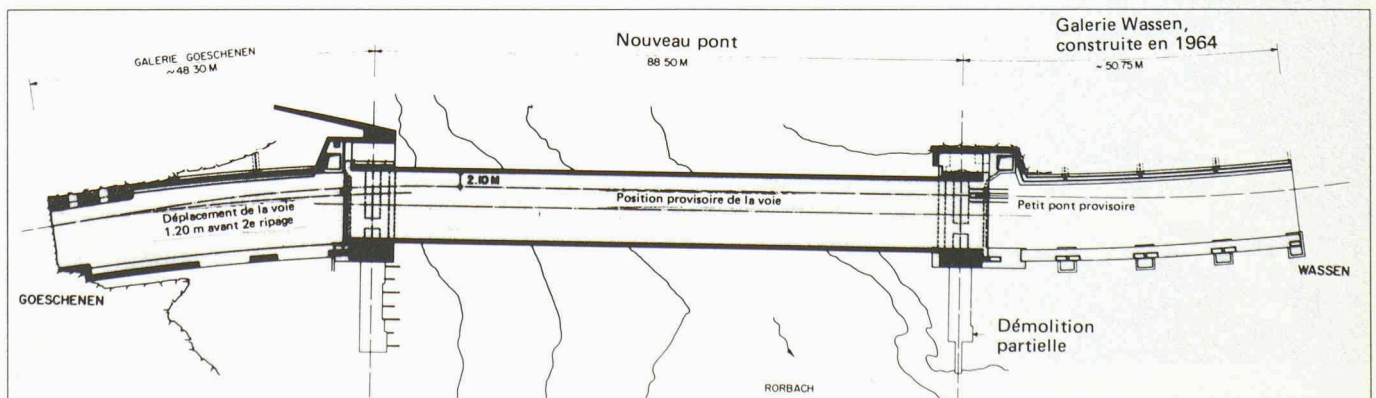 GALERIE GOESCHENEN
~48 30 M
Nouveau pont
88 50 M
Galerie Wassen,
construite en 1964
~ 50.75 M
2.10 M
Déplacement de la voie
1.20 m avant 2e ripage
Position provisoire de la voie
Petit pont provisoire
GOESCHENEN
WASSEN
Démolition
partielle
RORBACH